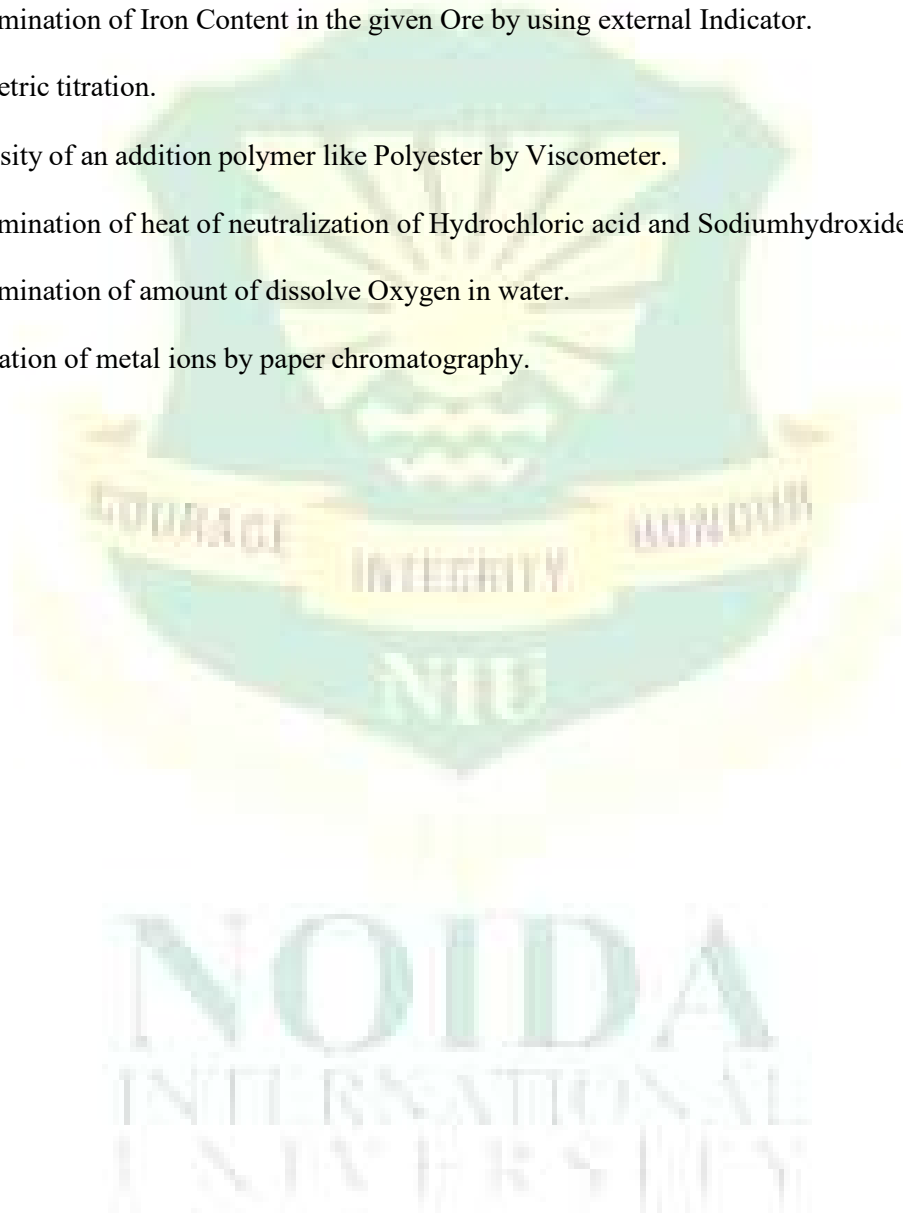 mination of Iron Content in the given Ore by using external Indicator.
etric titration.
sity of an addition polymer like Polyester by Viscometer.
mination of heat of neutralization of Hydrochloric acid and Sodiumhydroxide
mination of amount of dissolve Oxygen in water.
ation of metal ions by paper chromatography.
COURAGE INTEGRITY HONOUR
NIU
NOIDA
INTERNATIONAL
UNIVERSITY